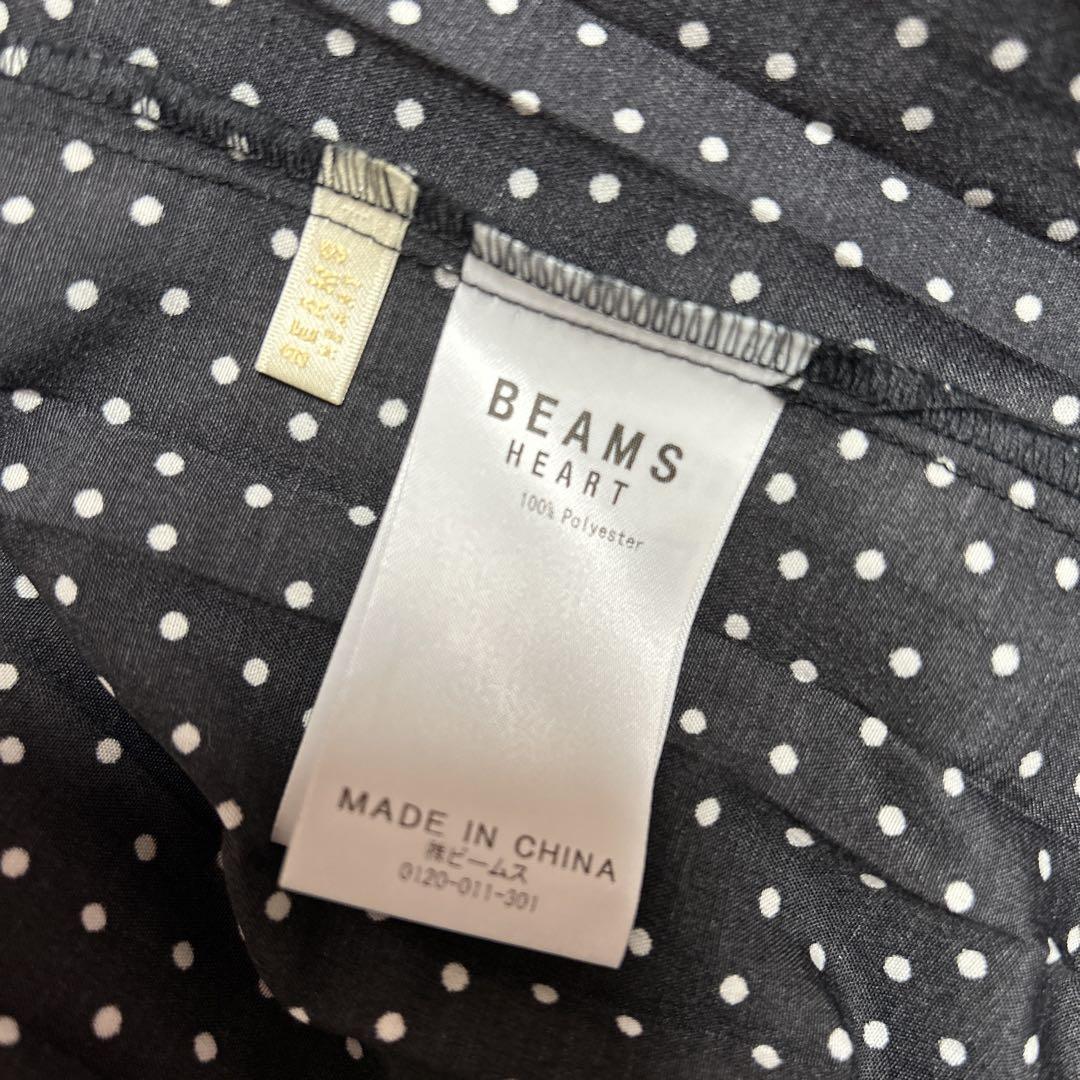 BEAMS
HEART
100% Polyester
MADE IN CHINA
㈱ビームス
0120-011-301